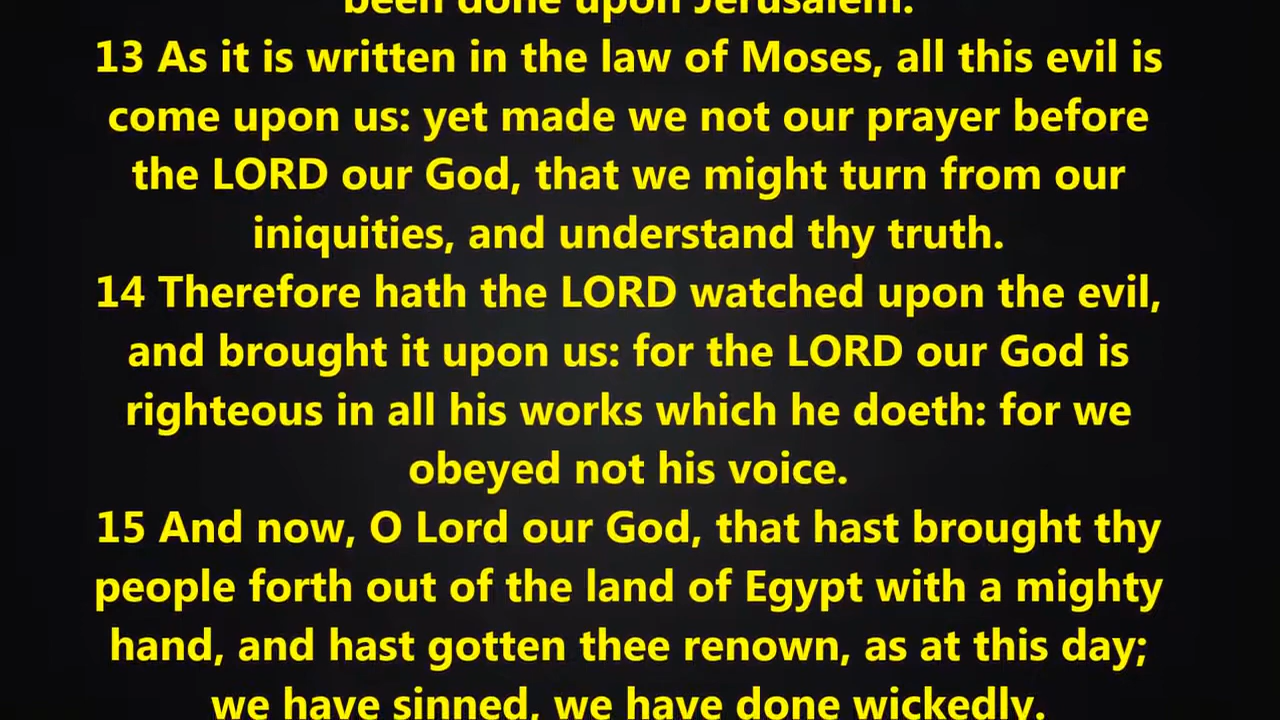 been done upon Jerusalem.
13 As it is written in the law of Moses, all this evil is
come upon us: yet made we not our prayer before
the LORD our God, that we might turn from our
iniquities, and understand thy truth.
14 Therefore hath the LORD watched upon the evil,
and brought it upon us: for the LORD our God is
righteous in all his works which he doeth: for we
obeyed not his voice.
15 And now, O Lord our God, that hast brought thy
people forth out of the land of Egypt with a mighty
hand, and hast gotten thee renown, as at this day;
we have sinned, we have done wickedly.